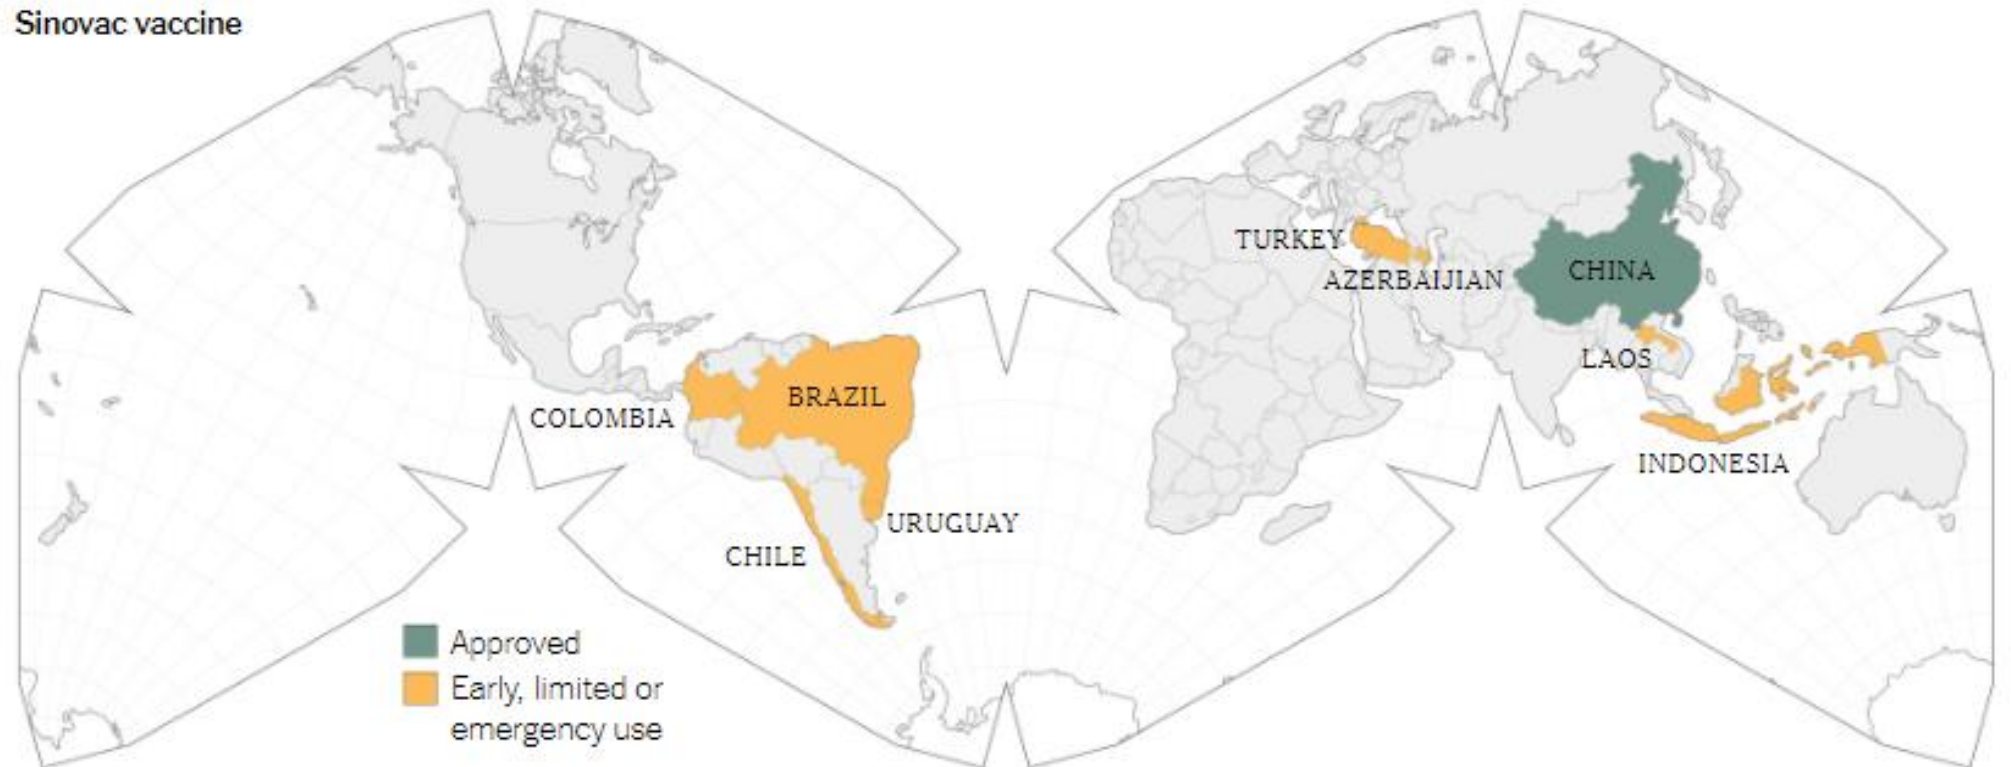 Sinovac vaccine
TURKEY
AZERBAIJIAN
CHINA
LAOS
BRAZIL
COLOMBIA
INDONESIA
URUGUAY
CHILE
Approved
Early, limited or
emergency use